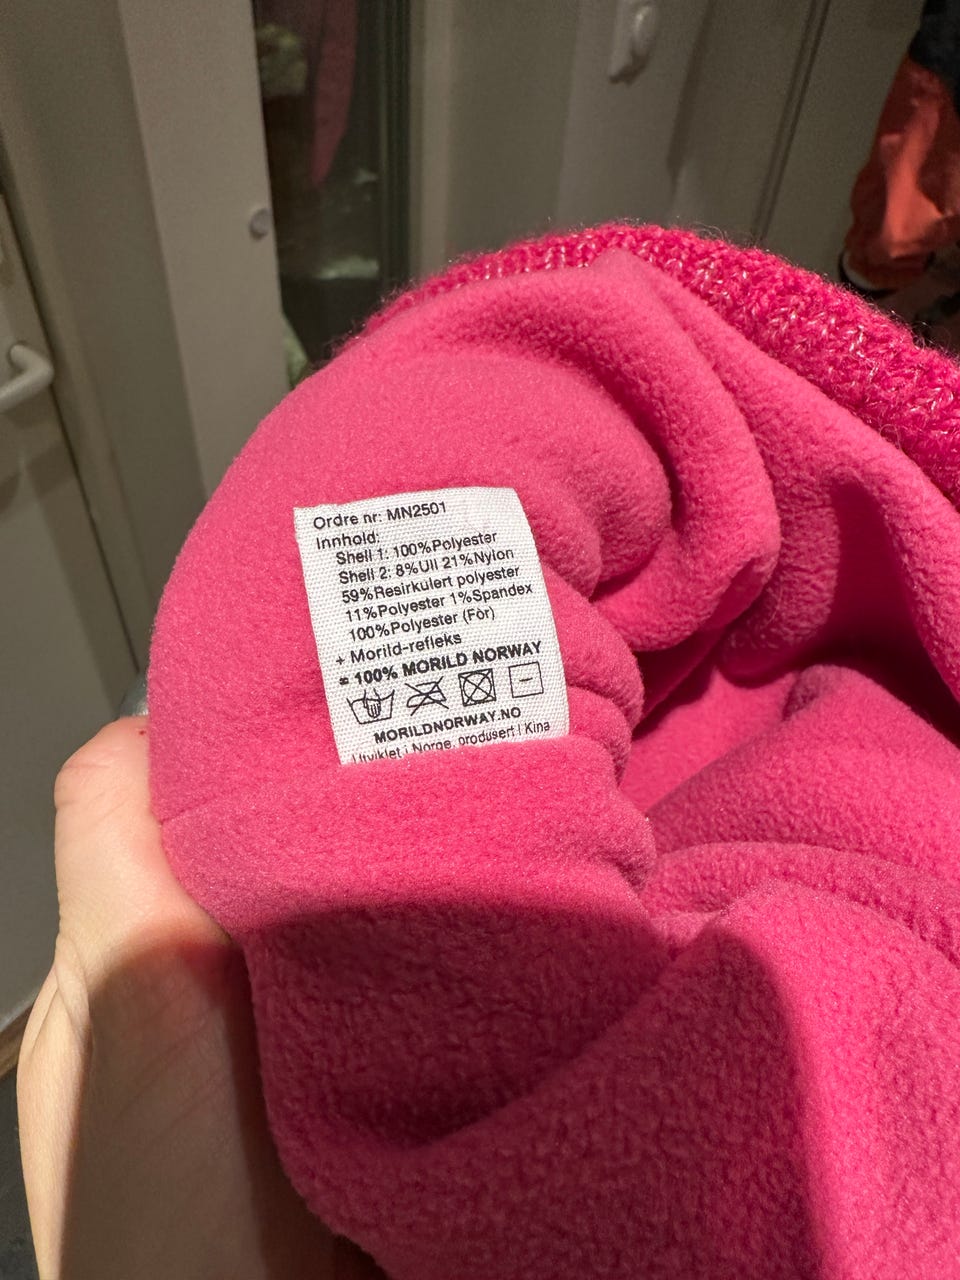 Ordre nr: MN2501
Innhold:
Shell 1: 100%Polyester
Shell 2: 8%Ull 21%Nylon
59%Resirkulert polyester
11%Polyester 1%Spandex
100%Polyester (Fòr)
+ Morild-refleks
= 100% MORILD NORWAY
MORILDNORWAY.NO
Utviklet i Norge, produsert i Kina